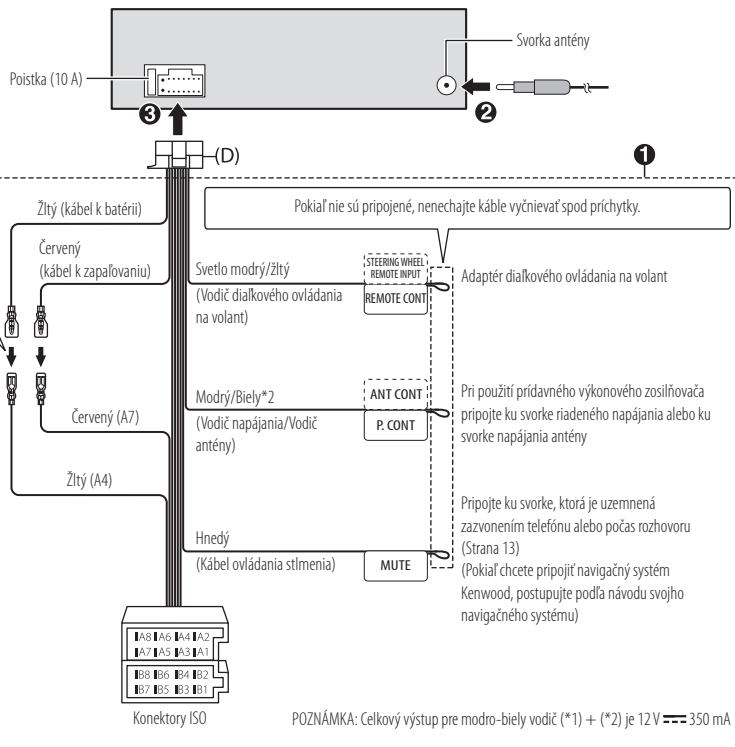 Svorka antény
Poistka (10 A)
❸
❷
(D)
❶
Žltý (kábel k batérii)
Pokiaľ nie sú pripojené, nenechajte káble vyčnievať spod príchytky.
Červený
(kábel k zapaľovaniu)
Svetlo modrý/žltý
(Vodič diaľkového ovládania
na volant)
STEERING WHEEL
REMOTE INPUT
REMOTE CONT
Adaptér diaľkového ovládania na volant
Modrý/Biely*2
(Vodič napájania/Vodič
antény)
ANT CONT
P. CONT
Pri použití prídavného výkonového zosilňovača
pripojte ku svorke riadeného napájania alebo ku
svorke napájania antény
Červený (A7)
Žltý (A4)
Hnedý
(Kábel ovládania stlmenia)
MUTE
Pripojte ku svorke, ktorá je uzemnená
zazvonením telefónu alebo počas rozhovoru
(Strana 13)
(Pokiaľ chcete pripojiť navigačný systém
Kenwood, postupujte podľa návodu svojho
navigačného systému)
A8 A6 A4 A2
A7 A5 A3 A1
B8 B6 B4 B2
B7 B5 B3 B1
Konektory ISO
POZNÁMKA: Celkový výstup pre modro-biely vodič (*1) + (*2) je 12 V ⎓ 350 mA